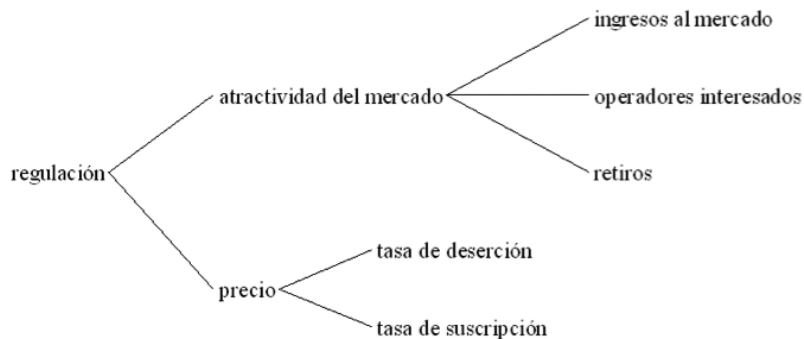 ingresos al mercado
atractividad del mercado
operadores interesados
regulación
retiros
tasa de deserción
precio
tasa de suscripción